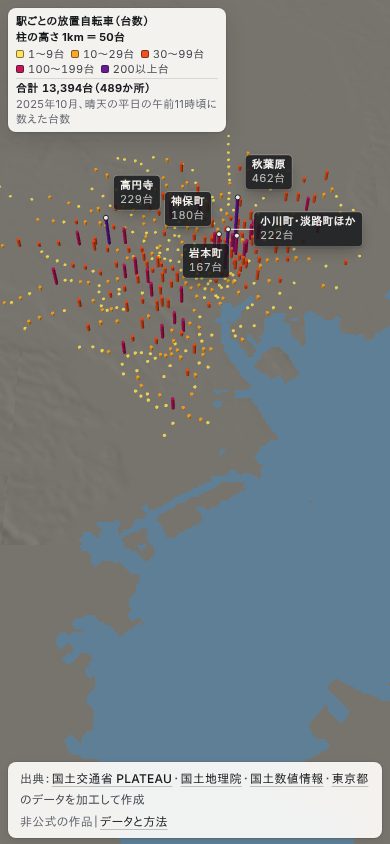 駅ごとの放置自転車（台数）
柱の高さ 1km ＝ 50台
1〜9台 10〜29台 30〜99台
100〜199台 200以上台
合計 13,394台（489か所）
2025年10月、晴天の平日の午前11時頃に
数えた台数
秋葉原
462台
高円寺
229台
神保町
180台
小川町・淡路町ほか
222台
岩本町
167台
出典：国土交通省 PLATEAU・国土地理院・国土数値情報・東京都
のデータを加工して作成
非公式の作品|データと方法